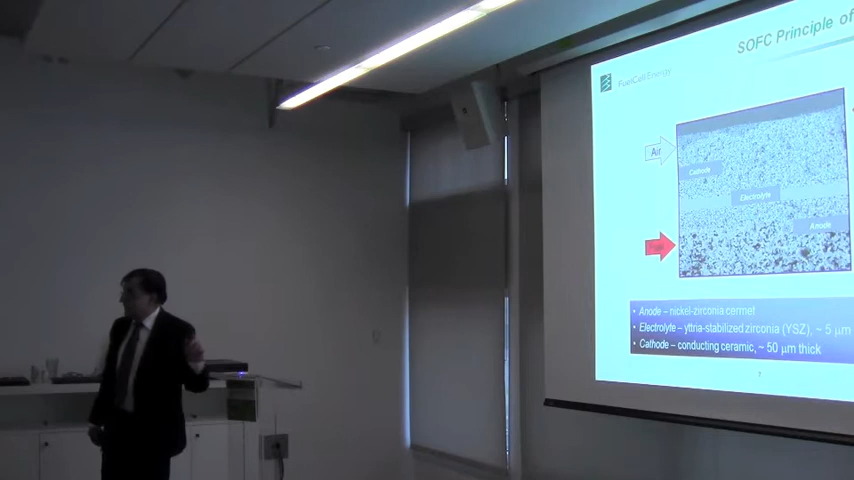 SOFC Principle of
FuelCell Energy
Air
Cathode
Electrolyte
Anode
• Anode – nickel-zirconia cermet
• Electrolyte – yttria-stabilized zirconia (YSZ), ~ 5 μm
• Cathode – conducting ceramic, ~ 50 μm thick
7